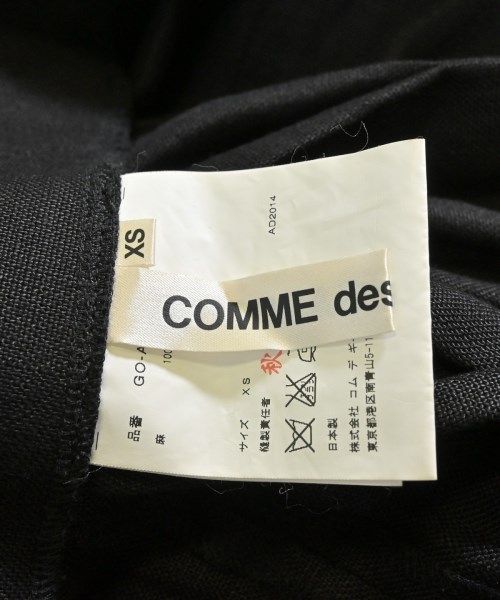 XS
COMME des
AD2014
品番 GO-A
麻 100
サイズ XS
縫製責任者 秋
日本製
株式会社 コム デ ギ
東京都港区南青山5-11